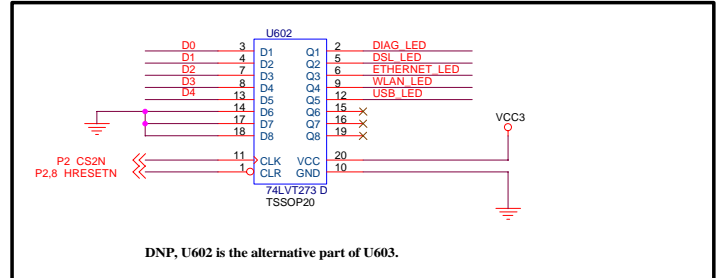 U602
D0 3 D1 Q1 2 DIAG_LED
D1 4 D2 Q2 5 DSL_LED
D2 7 D3 Q3 6 ETHERNET_LED
D3 8 D4 Q4 9 WLAN_LED
D4 13 D5 Q5 12 USB_LED
14 D6 Q6 15
17 D7 Q7 16
18 D8 Q8 19
VCC3
P2 CS2N 11 CLK VCC 20
P2,8 HRESETN 1 CLR GND 10
74LVT273 D
TSSOP20
DNP, U602 is the alternative part of U603.